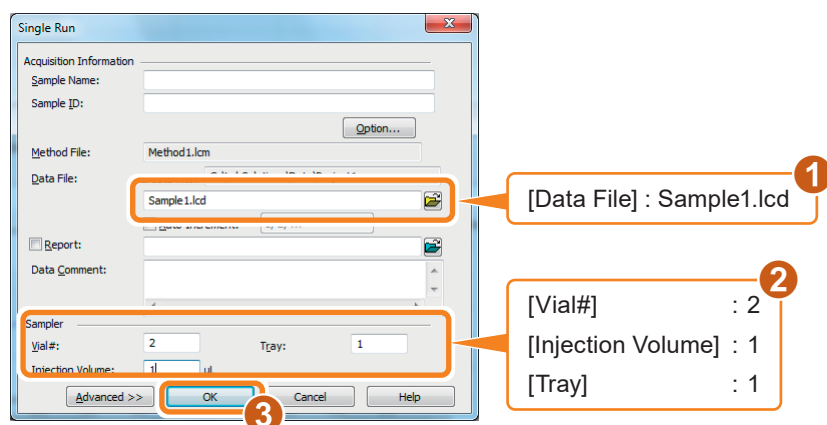 Single Run
Acquisition Information
Sample Name:
Sample ID:
Option...
Method File: Method1.lcm
Data File:
Sample1.lcd
Report:
Data Comment:
Sampler
Vial#: 2 Tray: 1
Injection Volume: 1 ul
Advanced >> OK Cancel Help
3
1
[Data File] : Sample1.lcd
2
[Vial#] : 2
[Injection Volume] : 1
[Tray] : 1